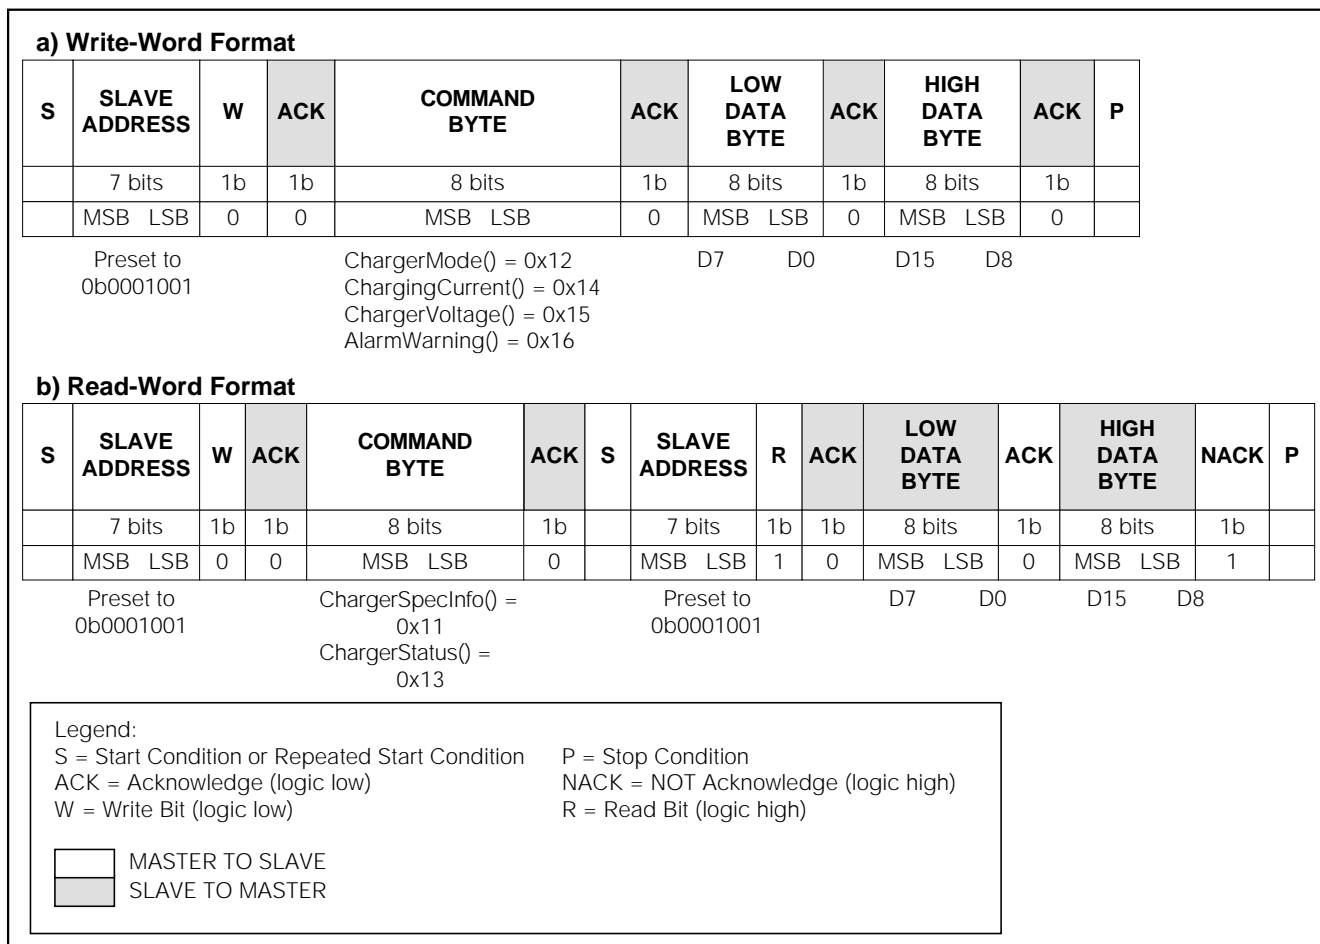 a) Write-Word Format
S SLAVE ADDRESS W ACK COMMAND BYTE ACK LOW DATA BYTE ACK HIGH DATA BYTE ACK P
7 bits 1b 1b 8 bits 1b 8 bits 1b 8 bits 1b
MSB LSB 0 0 MSB LSB 0 MSB LSB 0 MSB LSB 0
Preset to 0b0001001
ChargerMode() = 0x12
ChargingCurrent() = 0x14
ChargerVoltage() = 0x15
AlarmWarning() = 0x16
D7 D0 D15 D8
b) Read-Word Format
S SLAVE ADDRESS W ACK COMMAND BYTE ACK S SLAVE ADDRESS R ACK LOW DATA BYTE ACK HIGH DATA BYTE NACK P
7 bits 1b 1b 8 bits 1b 7 bits 1b 1b 8 bits 1b 8 bits 1b
MSB LSB 0 0 MSB LSB 0 MSB LSB 1 0 MSB LSB 0 MSB LSB 1
Preset to 0b0001001
ChargerSpecInfo() =
0x11
ChargerStatus() =
0x13
Preset to 0b0001001
D7 D0 D15 D8
Legend:
S = Start Condition or Repeated Start Condition P = Stop Condition
ACK = Acknowledge (logic low) NACK = NOT Acknowledge (logic high)
W = Write Bit (logic low) R = Read Bit (logic high)
MASTER TO SLAVE
SLAVE TO MASTER